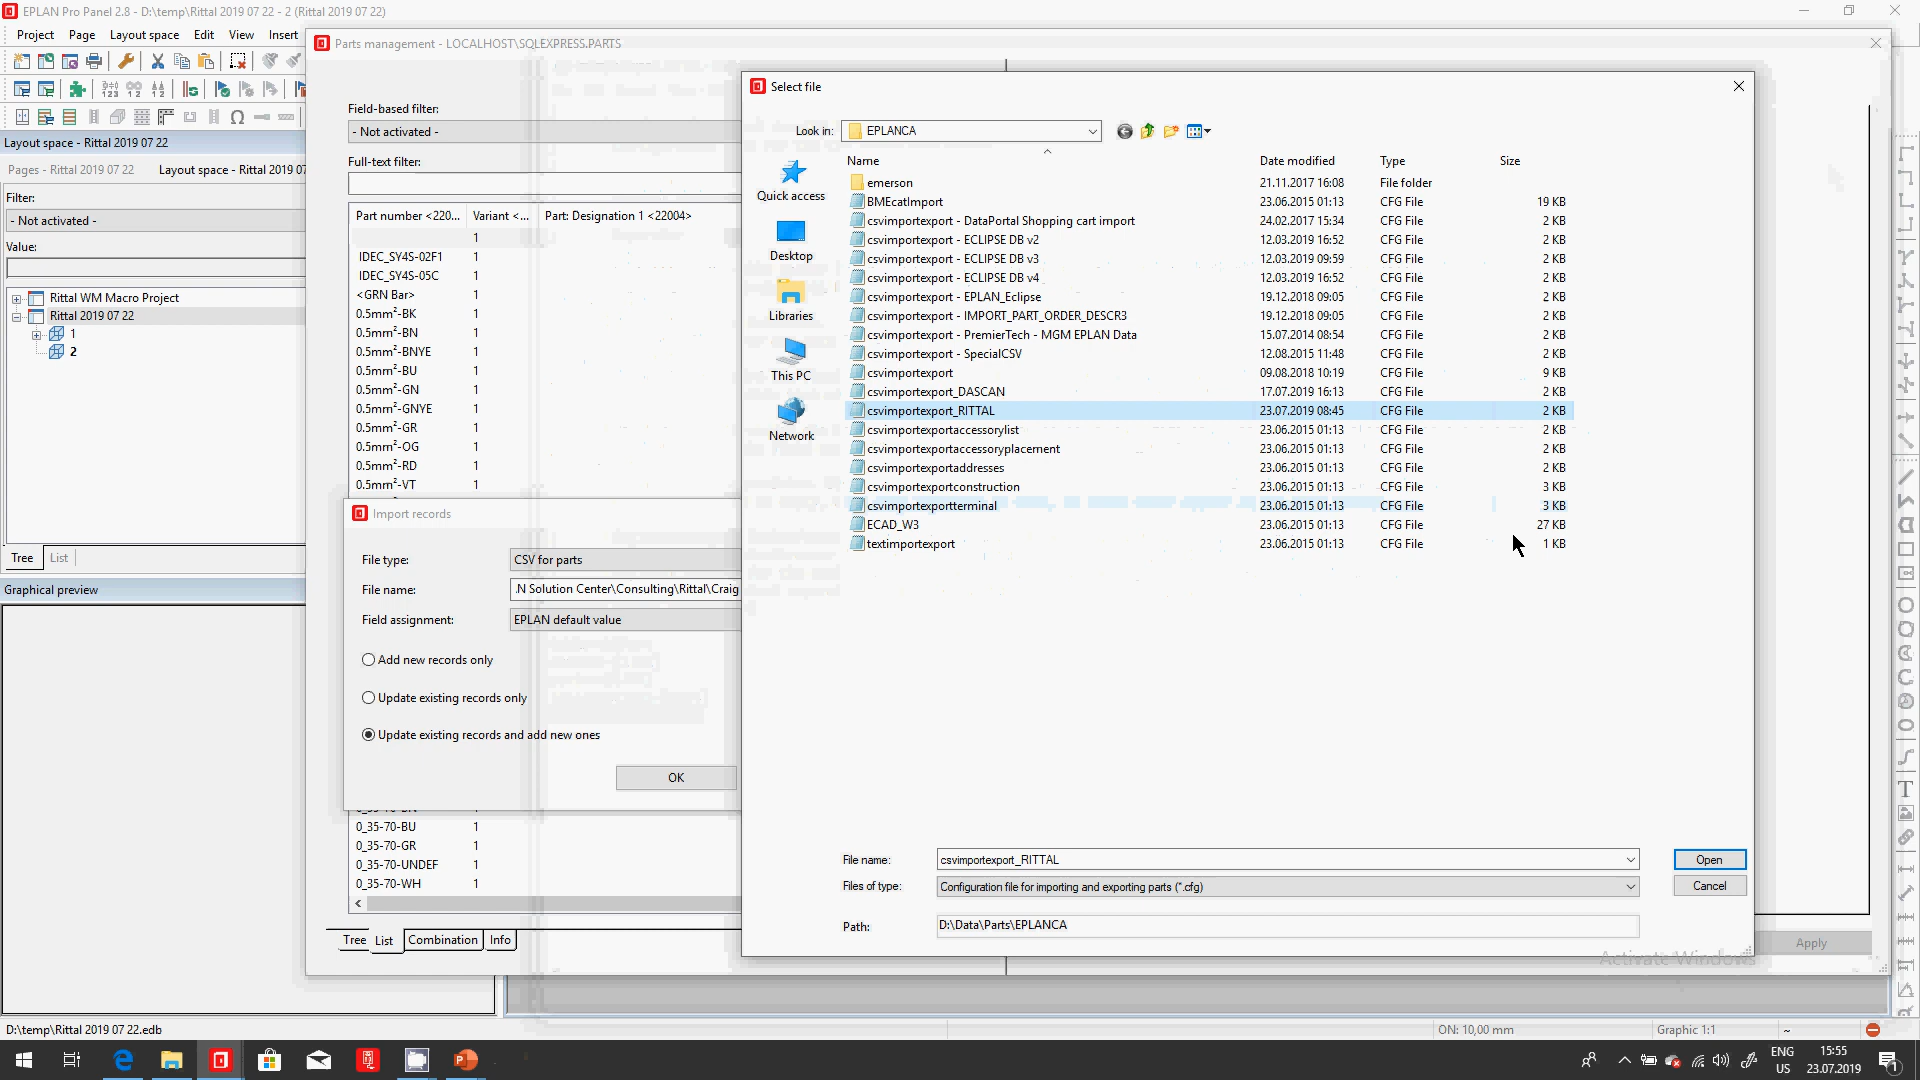 EPLAN Pro Panel 2.8 - D:\temp\Rittal 2019 07 22 - 2 (Rittal 2019 07 22)
Project Page Layout space Edit View Insert
Parts management - LOCALHOST\SQLEXPRESS.PARTS
Select file
Field-based filter:
- Not activated -
Look in: EPLANCA
Layout space - Rittal 2019 07 22
Full-text filter:
Pages - Rittal 2019 07 22 Layout space - Rittal 2019 07
Filter:
- Not activated -
Value:
Rittal WM Macro Project
Rittal 2019 07 22
1
2
Tree List
Graphical preview
Part number <220... Variant <... Part: Designation 1 <22004>
1
IDEC_SY4S-02F1 1
IDEC_SY4S-05C 1
<GRN Bar> 1
0.5mm²-BK 1
0.5mm²-BN 1
0.5mm²-BNYE 1
0.5mm²-BU 1
0.5mm²-GN 1
0.5mm²-GNYE 1
0.5mm²-GR 1
0.5mm²-OG 1
0.5mm²-RD 1
0.5mm²-VT 1
Import records
File type: CSV for parts
File name: .N Solution Center\Consulting\Rittal\Craig
Field assignment: EPLAN default value
Add new records only
Update existing records only
Update existing records and add new ones
OK
0_35-70-BU 1
0_35-70-GR 1
0_35-70-UNDEF 1
0_35-70-WH 1
Tree List Combination Info
Quick access
Desktop
Libraries
This PC
Network
Name Date modified Type Size
emerson 21.11.2017 16:08 File folder
BMEcatImport 23.06.2015 01:13 CFG File 19 KB
csvimportexport - DataPortal Shopping cart import 24.02.2017 15:34 CFG File 2 KB
csvimportexport - ECLIPSE DB v2 12.03.2019 16:52 CFG File 2 KB
csvimportexport - ECLIPSE DB v3 12.03.2019 09:59 CFG File 2 KB
csvimportexport - ECLIPSE DB v4 12.03.2019 16:52 CFG File 2 KB
csvimportexport - EPLAN_Eclipse 19.12.2018 09:05 CFG File 2 KB
csvimportexport - IMPORT_PART_ORDER_DESCR3 19.12.2018 09:05 CFG File 2 KB
csvimportexport - PremierTech - MGM EPLAN Data 15.07.2014 08:54 CFG File 2 KB
csvimportexport - SpecialCSV 12.08.2015 11:48 CFG File 2 KB
csvimportexport 09.08.2018 10:19 CFG File 9 KB
csvimportexport_DASCAN 17.07.2019 16:13 CFG File 2 KB
csvimportexport_RITTAL 23.07.2019 08:45 CFG File 2 KB
csvimportexportaccessorylist 23.06.2015 01:13 CFG File 2 KB
csvimportexportaccessoryplacement 23.06.2015 01:13 CFG File 2 KB
csvimportexportaddresses 23.06.2015 01:13 CFG File 2 KB
csvimportexportconstruction 23.06.2015 01:13 CFG File 3 KB
csvimportexportterminal 23.06.2015 01:13 CFG File 3 KB
ECAD_W3 23.06.2015 01:13 CFG File 27 KB
textimportexport 23.06.2015 01:13 CFG File 1 KB
File name: csvimportexport_RITTAL Open
Files of type: Configuration file for importing and exporting parts (*.cfg) Cancel
Path: D:\Data\Parts\EPLANCA
Apply
Activate Windows
D:\temp\Rittal 2019 07 22.edb ON: 10,00 mm Graphic 1:1 ~
ENG 15:55
US 23.07.2019
1